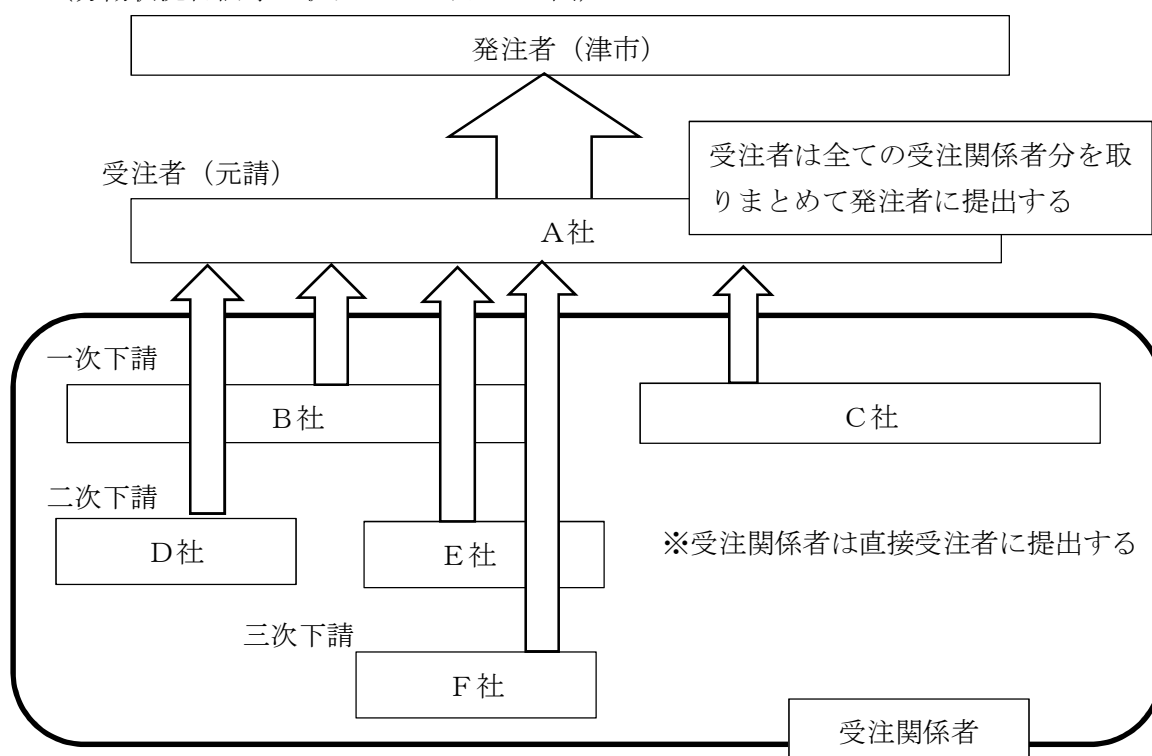 発注者（津市）
受注者（元請）
受注者は全ての受注関係者分を取
りまとめて発注者に提出する
Ａ社
一次下請
Ｂ社
Ｃ社
二次下請
Ｄ社
Ｅ社
※受注関係者は直接受注者に提出する
三次下請
Ｆ社
受注関係者